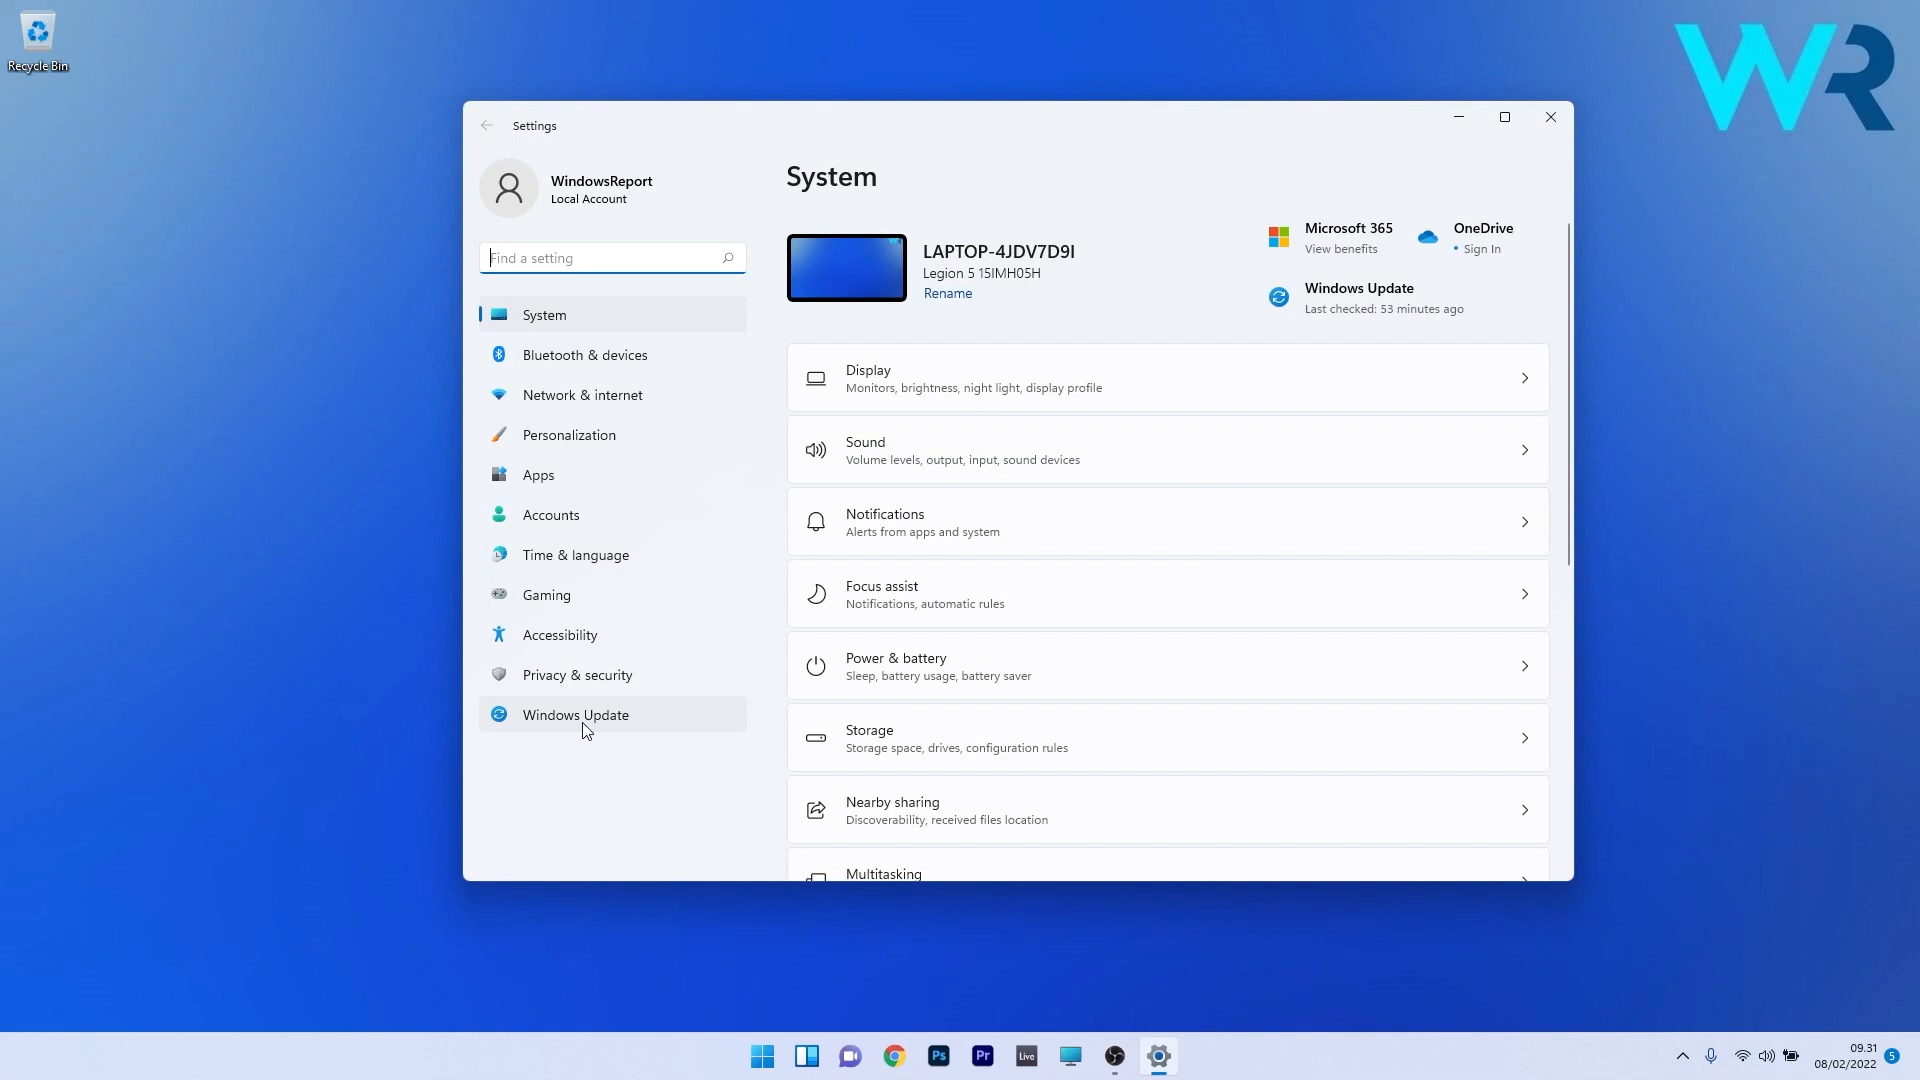 Recycle Bin
WR
Settings
WindowsReport
Local Account
Find a setting
System
Bluetooth & devices
Network & internet
Personalization
Apps
Accounts
Time & language
Gaming
Accessibility
Privacy & security
Windows Update
System
LAPTOP-4JDV7D9I
Legion 5 15IMH05H
Rename
Microsoft 365
View benefits
OneDrive
Sign In
Windows Update
Last checked: 53 minutes ago
Display
Monitors, brightness, night light, display profile
Sound
Volume levels, output, input, sound devices
Notifications
Alerts from apps and system
Focus assist
Notifications, automatic rules
Power & battery
Sleep, battery usage, battery saver
Storage
Storage space, drives, configuration rules
Nearby sharing
Discoverability, received files location
Multitasking
Ps
Pr
Live
09.31
08/02/2022
5